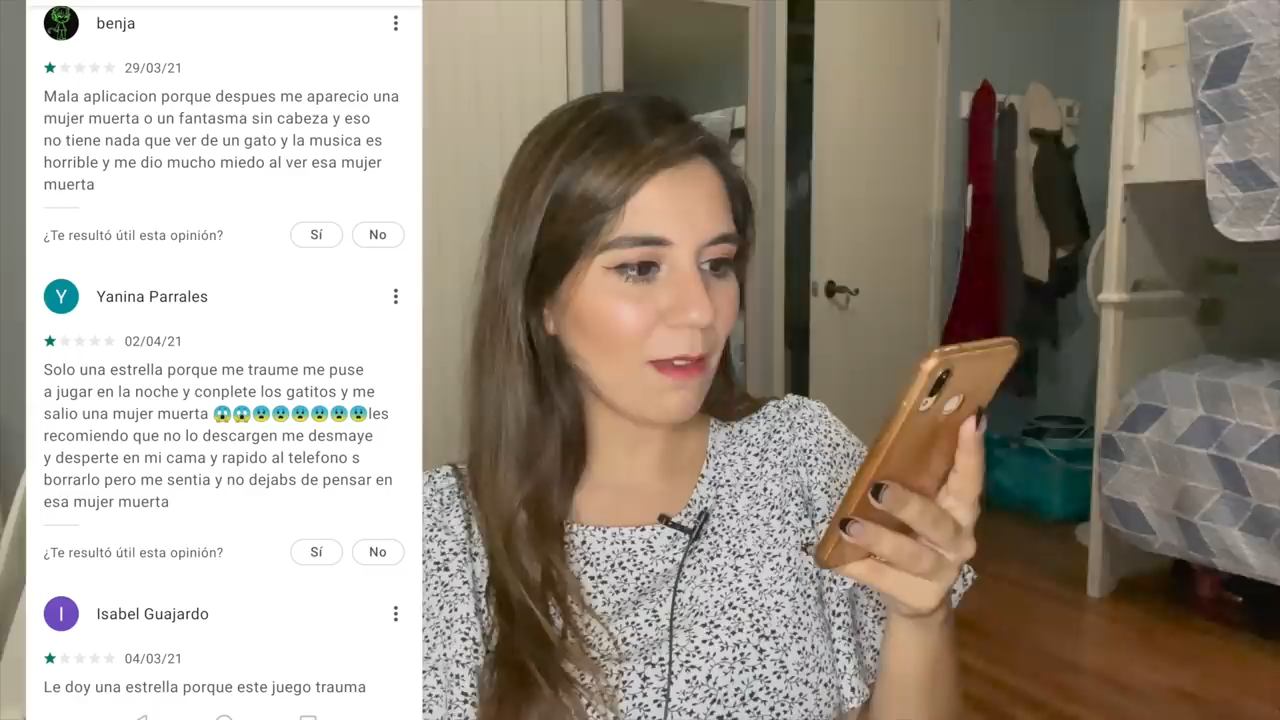 benja
29/03/21
Mala aplicacion porque despues me aparecio una
mujer muerta o un fantasma sin cabeza y eso
no tiene nada que ver de un gato y la musica es
horrible y me dio mucho miedo al ver esa mujer
muerta
¿Te resultó útil esta opinión? Sí No
Y Yanina Parrales
02/04/21
Solo una estrella porque me traume me puse
a jugar en la noche y conplete los gatitos y me
salio una mujer muerta 😱😱😨😨😨😨😨😨les
recomiendo que no lo descargen me desmaye
y desperte en mi cama y rapido al telefono s
borrarlo pero me sentia y no dejabs de pensar en
esa mujer muerta
¿Te resultó útil esta opinión? Sí No
I Isabel Guajardo
04/03/21
Le doy una estrella porque este juego trauma